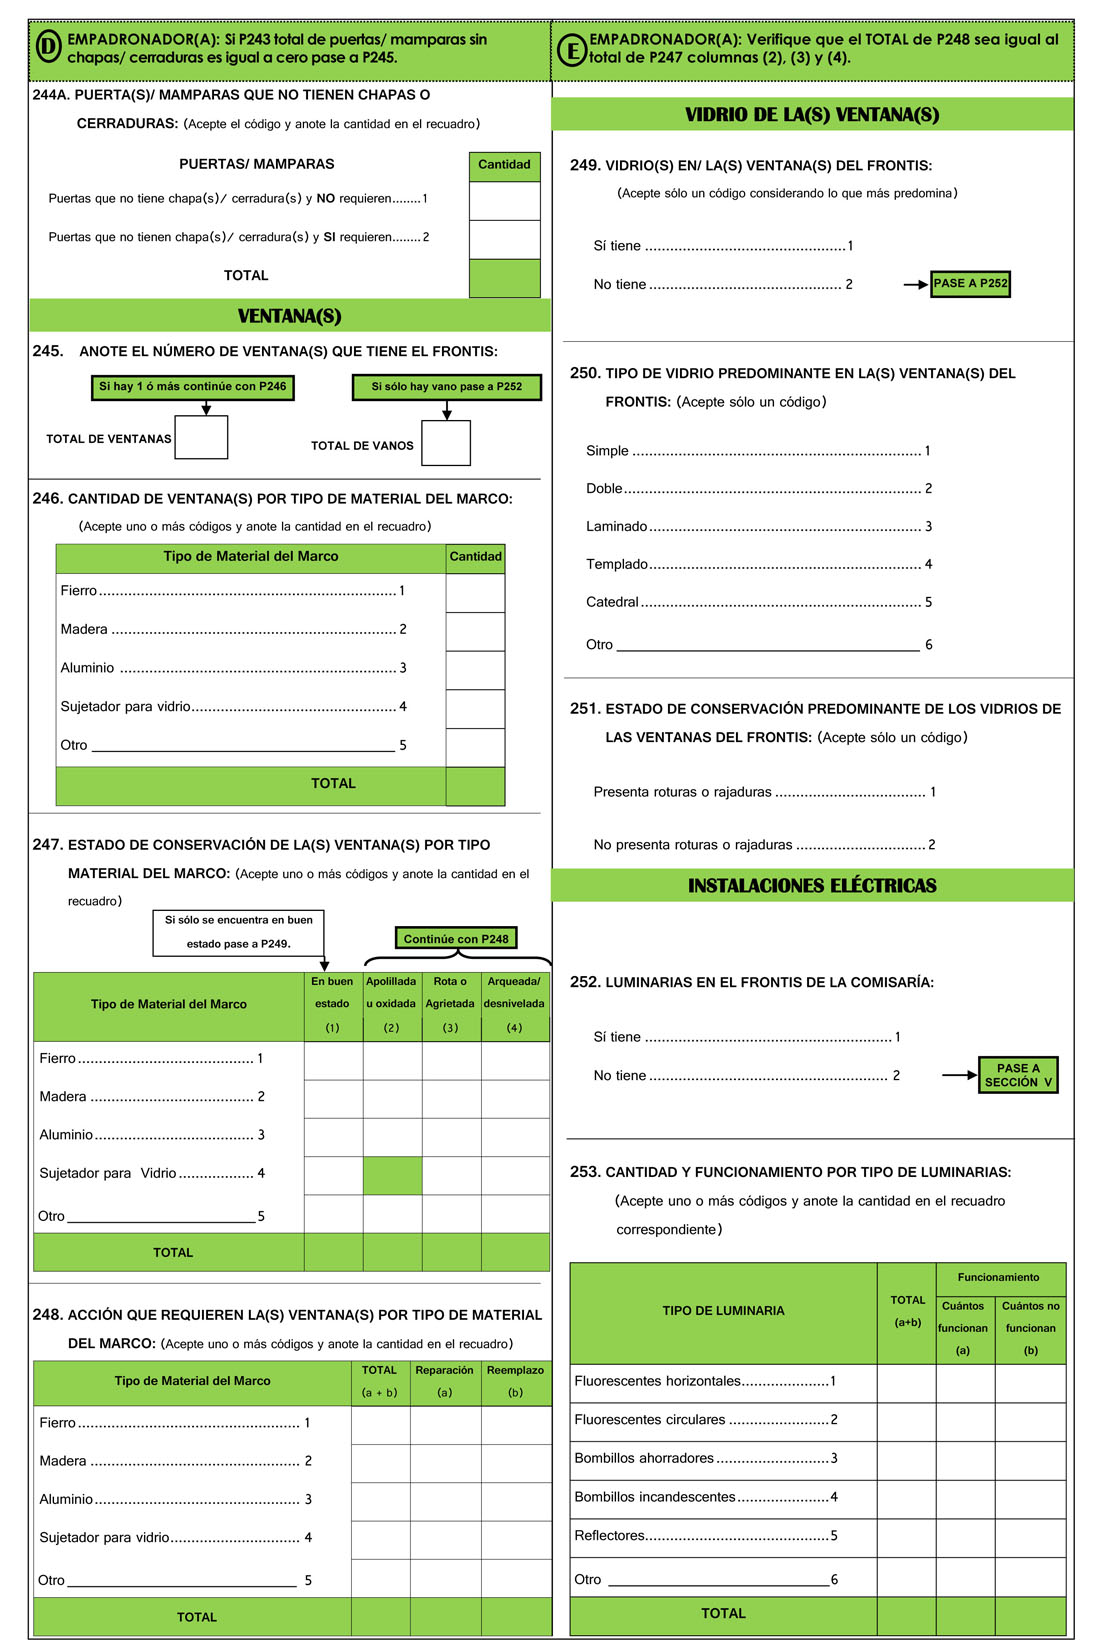 D EMPADRONADOR(A): Si P243 total de puertas/ mamparas sin
chapas/ cerraduras es igual a cero pase a P245.
244A. PUERTA(S)/ MAMPARAS QUE NO TIENEN CHAPAS O
CERRADURAS: (Acepte el código y anote la cantidad en el recuadro)
PUERTAS/ MAMPARAS Cantidad
Puertas que no tiene chapa(s)/ cerradura(s) y NO requieren........1
Puertas que no tienen chapa(s)/ cerradura(s) y SI requieren........2
TOTAL
VENTANA(S)
245. ANOTE EL NÚMERO DE VENTANA(S) QUE TIENE EL FRONTIS:
Si hay 1 ó más continúe con P246 Si sólo hay vano pase a P252
TOTAL DE VENTANAS TOTAL DE VANOS
246. CANTIDAD DE VENTANA(S) POR TIPO DE MATERIAL DEL MARCO:
(Acepte uno o más códigos y anote la cantidad en el recuadro)
Tipo de Material del Marco Cantidad
Fierro.................................................................. 1
Madera ............................................................... 2
Aluminio ............................................................. 3
Sujetador para vidrio............................................. 4
Otro ______________________ 5
TOTAL
247. ESTADO DE CONSERVACIÓN DE LA(S) VENTANA(S) POR TIPO
MATERIAL DEL MARCO: (Acepte uno o más códigos y anote la cantidad en el
recuadro)
Si sólo se encuentra en buen
estado pase a P249.
Continúe con P248
Tipo de Material del Marco
En buen Apolillada Rota o Arqueada/
estado u oxidada Agrietada desnivelada
(1) (2) (3) (4)
Fierro.......................................... 1
Madera ....................................... 2
Aluminio...................................... 3
Sujetador para Vidrio.................. 4
Otro ______________________ 5
TOTAL
248. ACCIÓN QUE REQUIEREN LA(S) VENTANA(S) POR TIPO DE MATERIAL
DEL MARCO: (Acepte uno o más códigos y anote la cantidad en el recuadro)
Tipo de Material del Marco
TOTAL Reparación Reemplazo
(a + b) (a) (b)
Fierro..................................................... 1
Madera .................................................. 2
Aluminio................................................. 3
Sujetador para vidrio................................ 4
Otro ______________________ 5
TOTAL
E EMPADRONADOR(A): Verifique que el TOTAL de P248 sea igual al
total de P247 columnas (2), (3) y (4).
VIDRIO DE LA(S) VENTANA(S)
249. VIDRIO(S) EN/ LA(S) VENTANA(S) DEL FRONTIS:
(Acepte sólo un código considerando lo que más predomina)
Sí tiene ..............................................1
No tiene............................................ 2 PASE A P252
250. TIPO DE VIDRIO PREDOMINANTE EN LA(S) VENTANA(S) DEL
FRONTIS: (Acepte sólo un código)
Simple .................................................................. 1
Doble.................................................................... 2
Laminado.............................................................. 3
Templado.............................................................. 4
Catedral ................................................................ 5
Otro ______________________ 6
251. ESTADO DE CONSERVACIÓN PREDOMINANTE DE LOS VIDRIOS DE
LAS VENTANAS DEL FRONTIS: (Acepte sólo un código)
Presenta roturas o rajaduras ................................... 1
No presenta roturas o rajaduras .............................. 2
INSTALACIONES ELÉCTRICAS
252. LUMINARIAS EN EL FRONTIS DE LA COMISARÍA:
Sí tiene ......................................................... 1
No tiene....................................................... 2 PASE A
SECCIÓN V
253. CANTIDAD Y FUNCIONAMIENTO POR TIPO DE LUMINARIAS:
(Acepte uno o más códigos y anote la cantidad en el recuadro
correspondiente)
TIPO DE LUMINARIA
TOTAL
(a+b)
Funcionamiento
Cuántos Cuántos no
funcionan funcionan
(a) (b)
Fluorescentes horizontales....................1
Fluorescentes circulares .......................2
Bombillos ahorradores ..........................3
Bombillos incandescentes.....................4
Reflectores..........................................5
Otro ______________________6
TOTAL